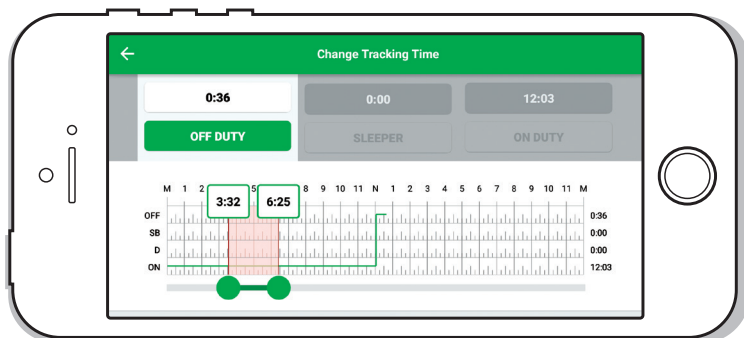 Change Tracking Time
0:36 0:00 12:03
OFF DUTY SLEEPER ON DUTY
M 1 2 5 8 9 10 11 N 1 2 3 4 5 6 7 8 9 10 11 M
3:32 6:25
OFF 0:36
SB 0:00
D 0:00
ON 12:03